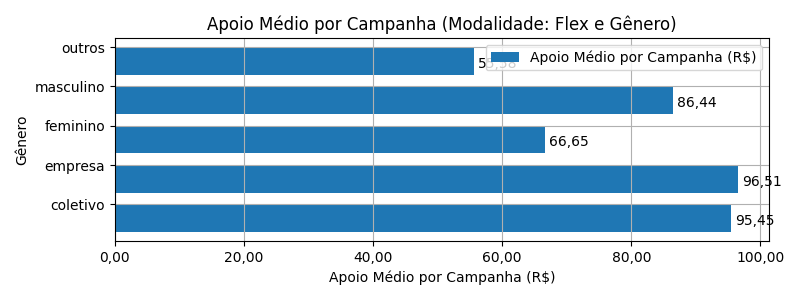 Apoio Médio por Campanha (Modalidade: Flex e Gênero)
Apoio Médio por Campanha (R$)
outros
masculino 86,44
feminino 66,65
empresa 96,51
coletivo 95,45
Gênero
0,00 20,00 40,00 60,00 80,00 100,00
Apoio Médio por Campanha (R$)